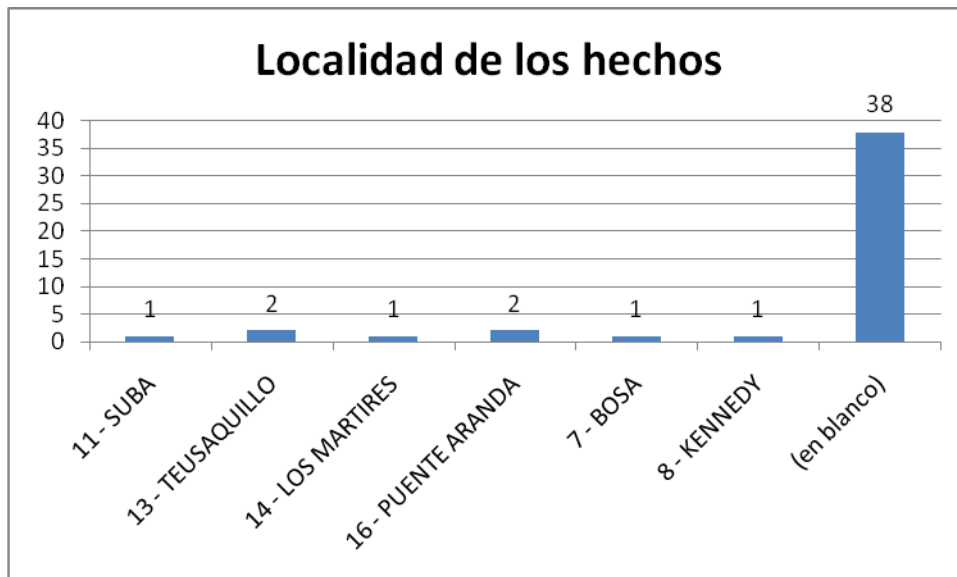 Localidad de los hechos
38
40
35
30
25
20
15
10
5
0
1
2
1
2
1
1
11 - SUBA
13 - TEUSAQUILLO
14 - LOS MARTIRES
16 - PUENTE ARANDA
7 - BOSA
8 - KENNEDY
(en blanco)